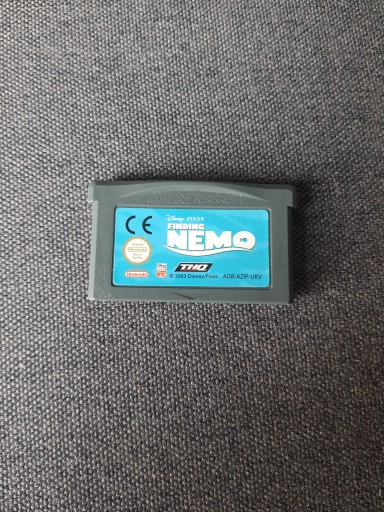 GAME BOY ADVANCE
CE
Disney · PIXAR
FINDING
NEMO
Nintendo
THQ
© 2003 Disney/Pixar
AGB-AZIP-UKV